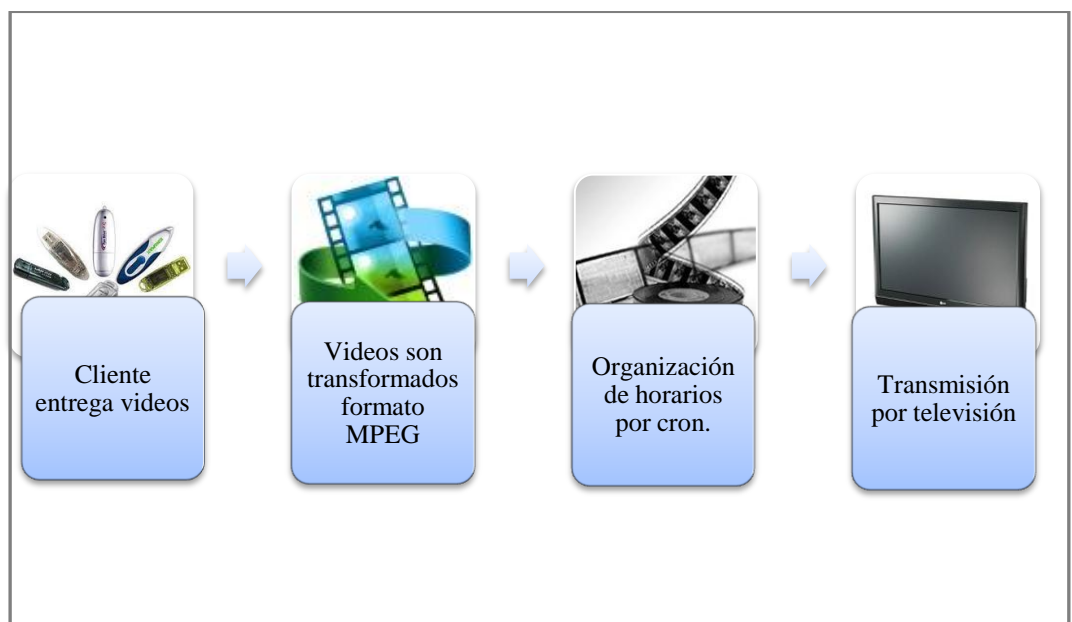 Cliente
entrega videos
Videos son
transformados
formato
MPEG
Organización
de horarios
por cron.
Transmisión
por televisión